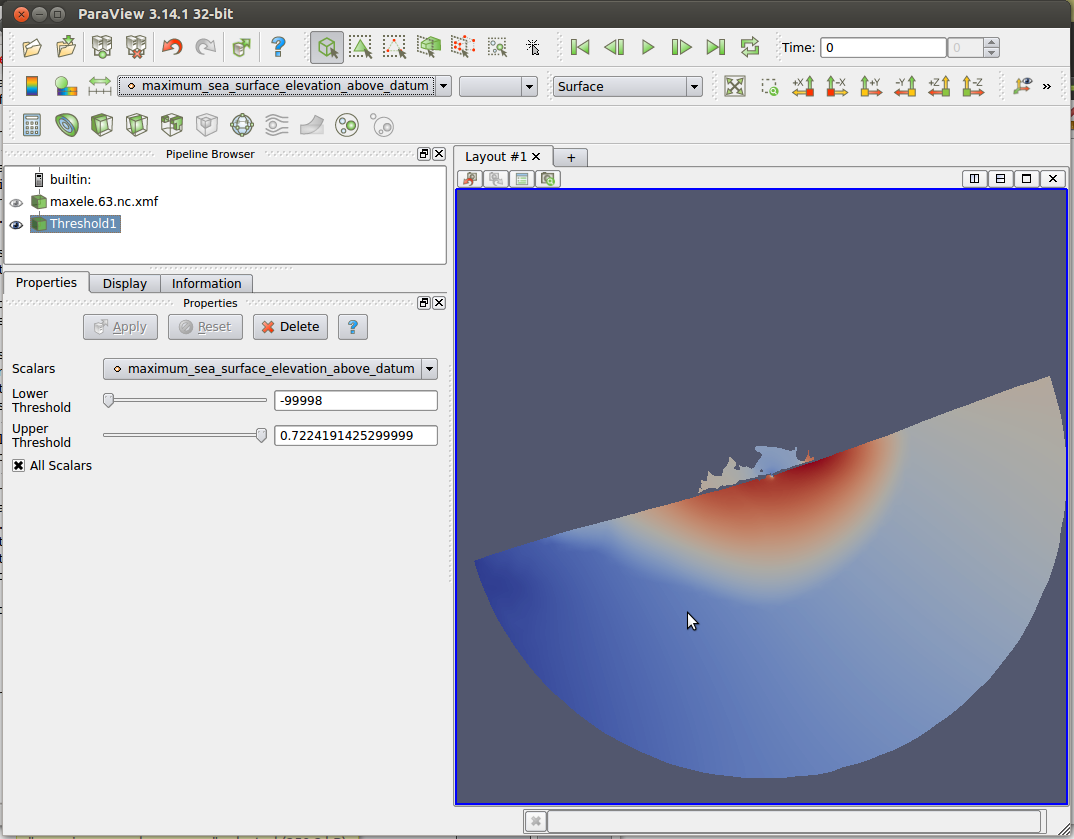 ParaView 3.14.1 32-bit
Time: 0 0
maximum_sea_surface_elevation_above_datum Surface
Pipeline Browser
builtin:
maxele.63.nc.xmf
Threshold1
Properties Display Information
Properties
Apply Reset Delete ?
Scalars maximum_sea_surface_elevation_above_datum
Lower Threshold -99998
Upper Threshold 0.7224191425299999
All Scalars
Layout #1